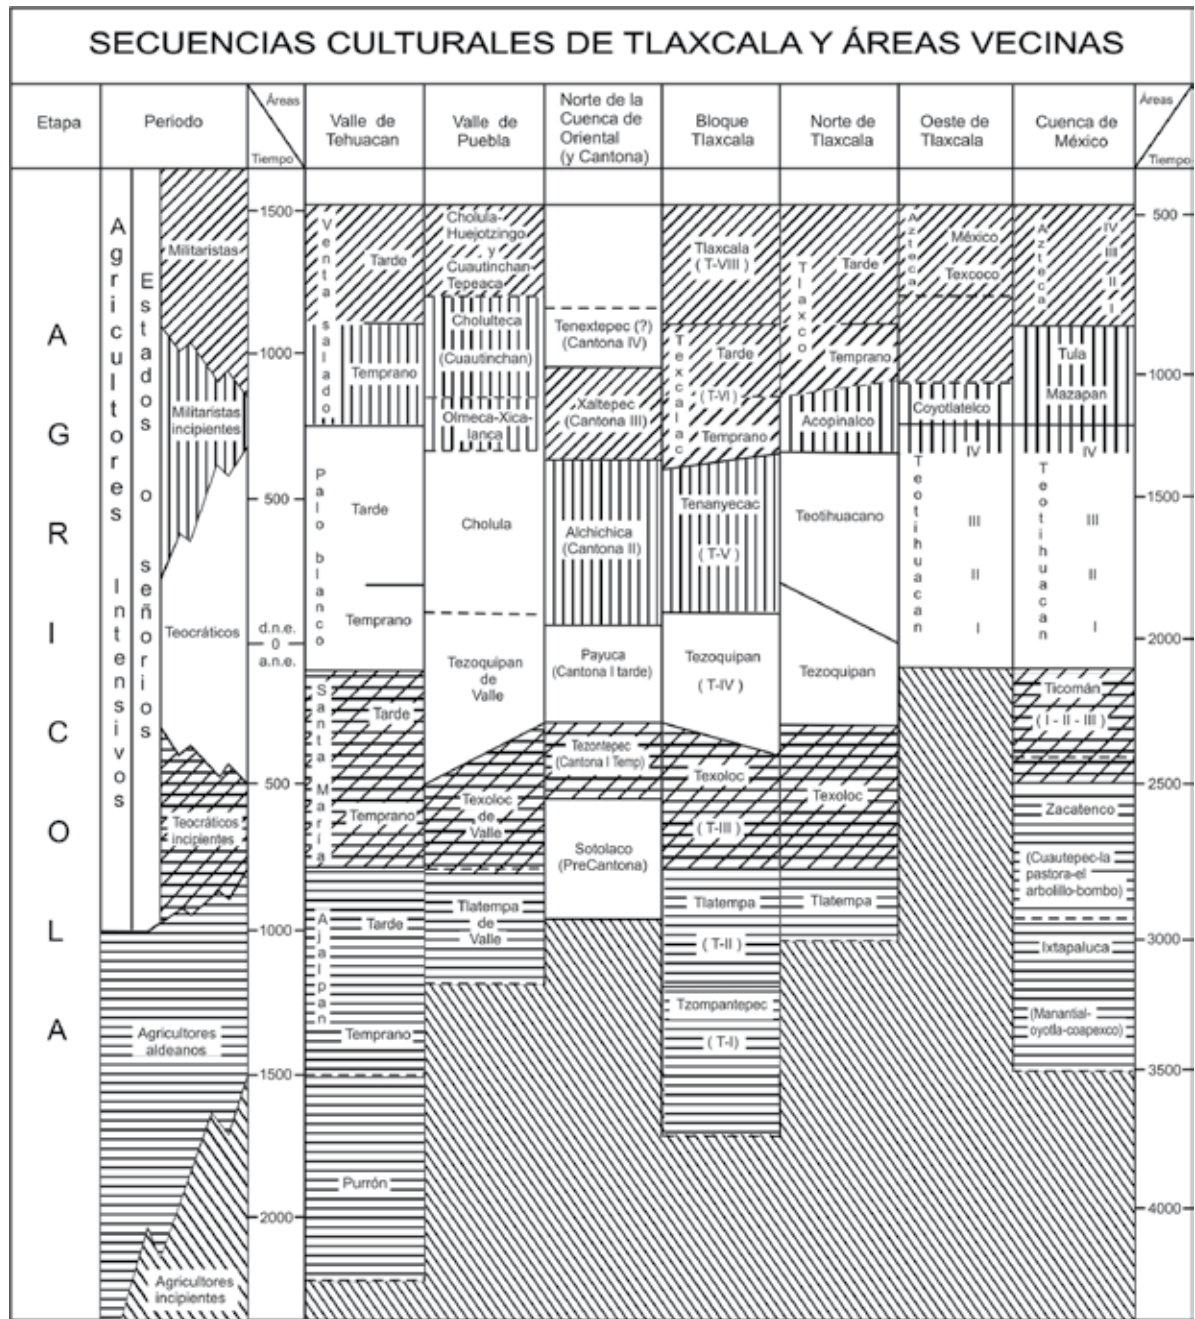 SECUENCIAS CULTURALES DE TLAXCALA Y ÁREAS VECINAS
Etapa
Periodo
Áreas
Tiempo
Valle de
Tehuacan
Valle de
Puebla
Norte de la
Cuenca de
Oriental
(y Cantona)
Bloque
Tlaxcala
Norte de
Tlaxcala
Oeste de
Tlaxcala
Cuenca de
México
Áreas
Tiempo
AGRICOLA
Agricultores Intensivos
Estados o señoríos
Militaristas
Militaristas
incipientes
Teocráticos
Teocráticos
incipientes
Agricultores
aldeanos
Agricultores
incipientes
1500
1000
500
d.n.e.
0
a.n.e.
500
1000
1500
2000
Venta salado
Tarde
Temprano
Palo blanco
Tarde
Temprano
Santa María
Tarde
Temprano
Ajalpan
Tarde
Temprano
Purrón
Cholula-
Huejotzingo
y
Cuautinchan-
Tepeaca
Cholulteca
(Cuautinchan)
Olmeca-Xica-
lanca
Cholula
Tezoquipan
de
Valle
Texoloc
de
Valle
Tlatempa
de
Valle
Tenextepec (?)
(Cantona IV)
Xaltepec
(Cantona III)
Alchichica
(Cantona II)
Payuca
(Cantona I tarde)
Tezontepec
(Cantona I Temp)
Sotolaco
(PreCantona)
Tlaxcala
( T-VIII )
Texcalac
Tarde
(T-VI)
Temprano
Tenanyecac
( T-V )
Tezoquipan
( T-IV )
Texoloc
( T-III )
Tlatempa
( T-II )
Tzompantepec
( T-I )
Tlaxco
Tarde
Temprano
Acopinalco
Teotihuacano
Tezoquipan
Texoloc
Tlatempa
Azteca
México
Texcoco
Coyotlatelco
Teotihuacan
IV
III
II
I
Azteca
IV
III
II
I
Tula
Mazapan
Teotihuacan
IV
III
II
I
Ticomán
( I - II - III )
Zacatenco
(Cuautepec-la
pastora-el
arbolillo-bombo)
Ixtapaluca
(Manantial-
oyotla-coapexco)
500
1000
1500
2000
2500
3000
3500
4000